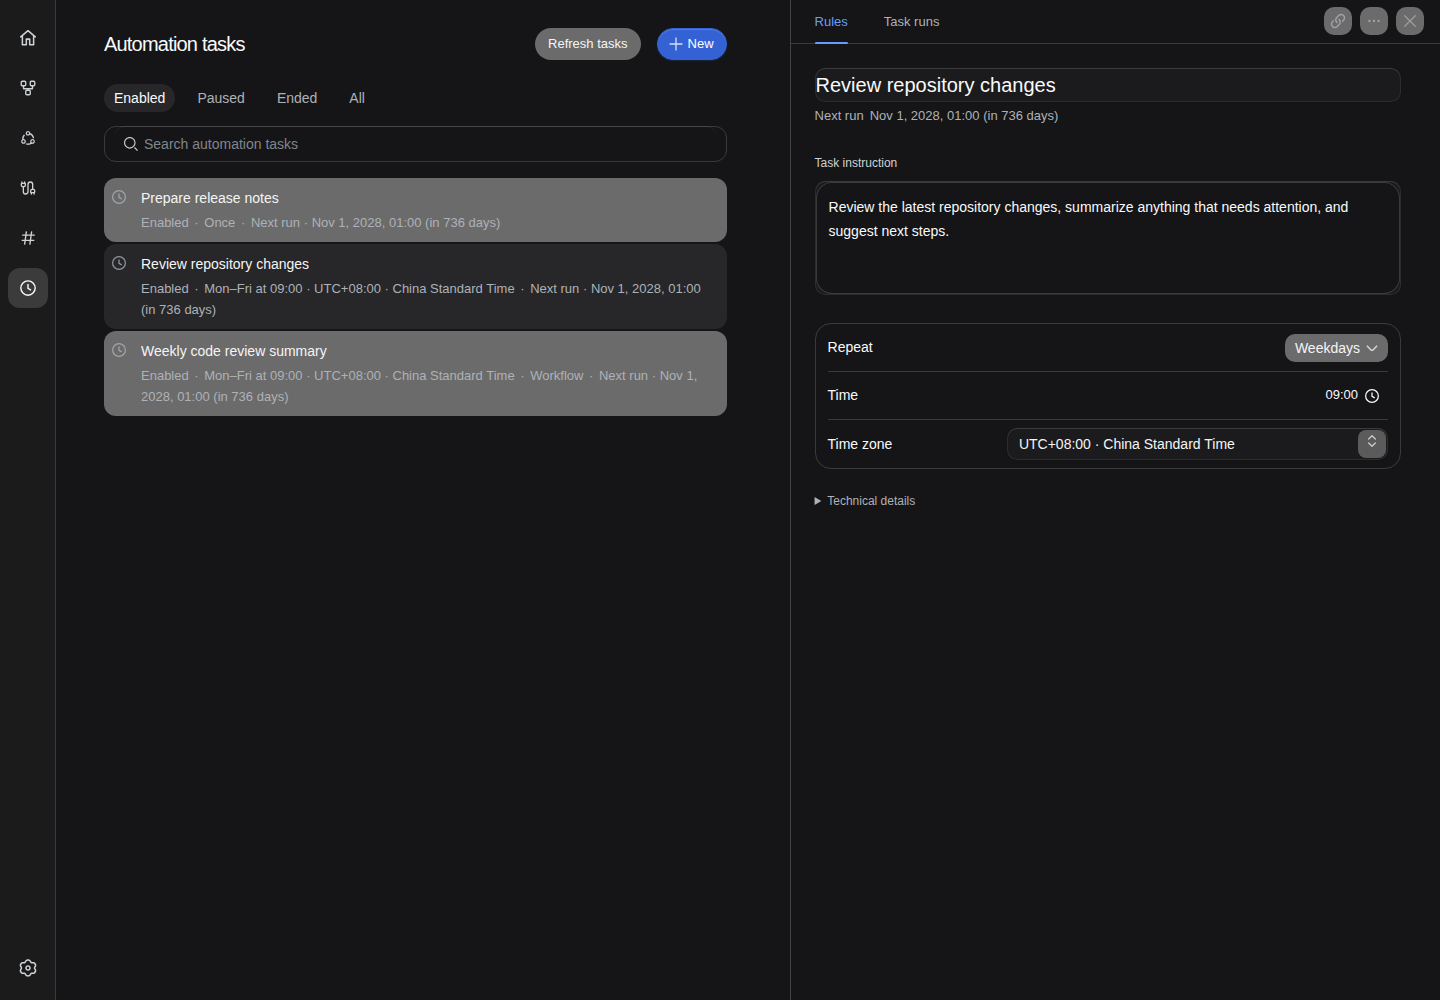 Automation tasks
Refresh tasks
New
Enabled
Paused
Ended
All
Search automation tasks
Prepare release notes
Enabled · Once · Next run · Nov 1, 2028, 01:00 (in 736 days)
Review repository changes
Enabled · Mon–Fri at 09:00 · UTC+08:00 · China Standard Time · Next run · Nov 1, 2028, 01:00
(in 736 days)
Weekly code review summary
Enabled · Mon–Fri at 09:00 · UTC+08:00 · China Standard Time · Workflow · Next run · Nov 1,
2028, 01:00 (in 736 days)
Rules
Task runs
Review repository changes
Next run Nov 1, 2028, 01:00 (in 736 days)
Task instruction
Review the latest repository changes, summarize anything that needs attention, and
suggest next steps.
Repeat
Weekdays
Time
09:00
Time zone
UTC+08:00 · China Standard Time
Technical details